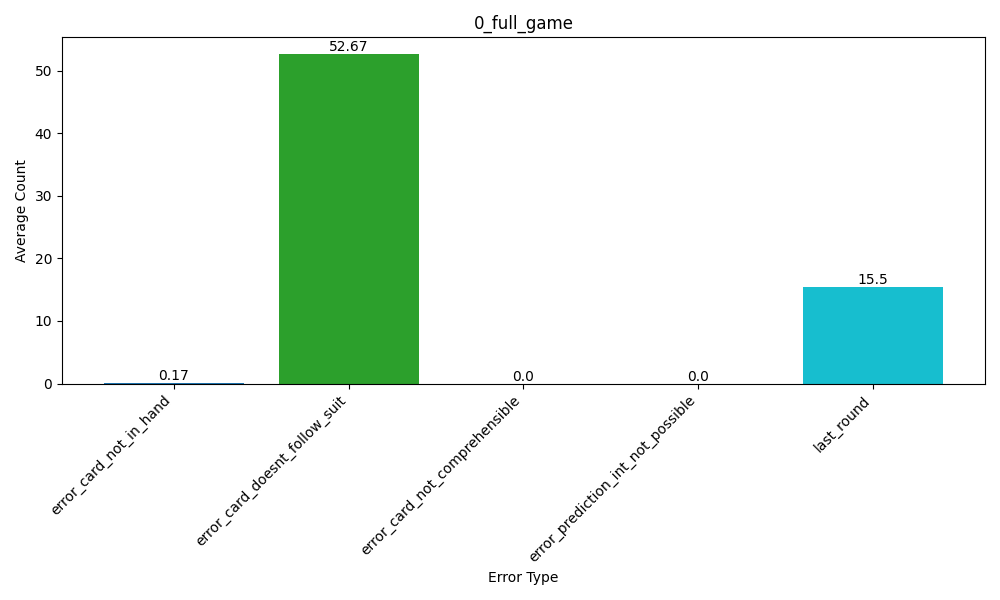 0_full_game
52.67
15.5
0.17
0.0
0.0
50
40
30
20
10
0
Average Count
error_card_not_in_hand
error_card_doesnt_follow_suit
error_card_not_comprehensible
error_prediction_int_not_possible
last_round
Error Type